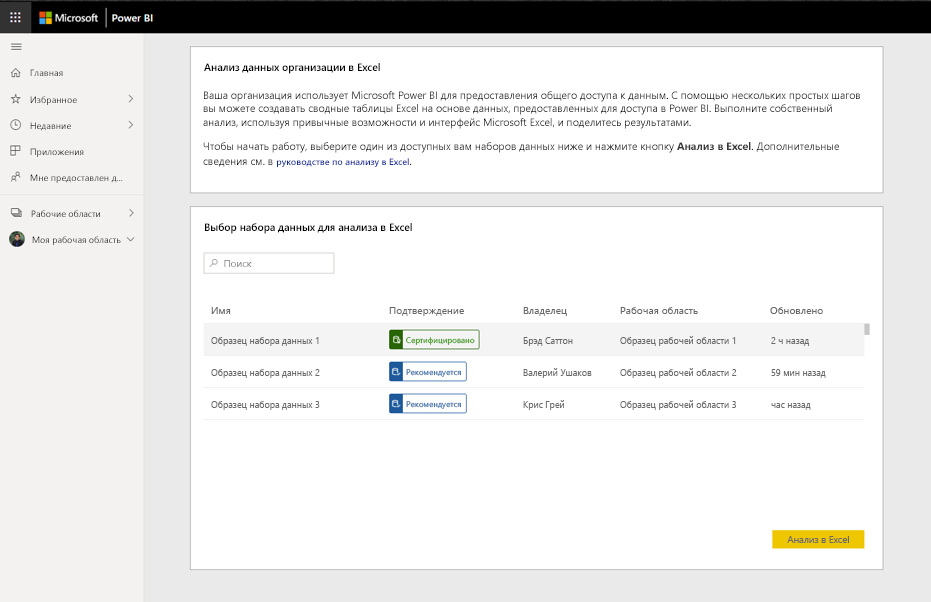 Microsoft Power BI
Главная
Избранное
Недавние
Приложения
Мне предоставлен д...
Рабочие области
Моя рабочая область
Анализ данных организации в Excel
Ваша организация использует Microsoft Power BI для предоставления общего доступа к данным. С помощью нескольких простых шагов
вы можете создавать сводные таблицы Excel на основе данных, предоставленных для доступа в Power BI. Выполните собственный
анализ, используя привычные возможности и интерфейс Microsoft Excel, и поделитесь результатами.
Чтобы начать работу, выберите один из доступных вам наборов данных ниже и нажмите кнопку Анализ в Excel. Дополнительные
сведения см. в руководстве по анализу в Excel.
Выбор набора данных для анализа в Excel
Поиск
Имя Подтверждение Владелец Рабочая область Обновлено
Образец набора данных 1 Сертифицировано Брэд Саттон Образец рабочей области 1 2 ч назад
Образец набора данных 2 Рекомендуется Валерий Ушаков Образец рабочей области 2 59 мин назад
Образец набора данных 3 Рекомендуется Крис Грей Образец рабочей области 3 час назад
Анализ в Excel